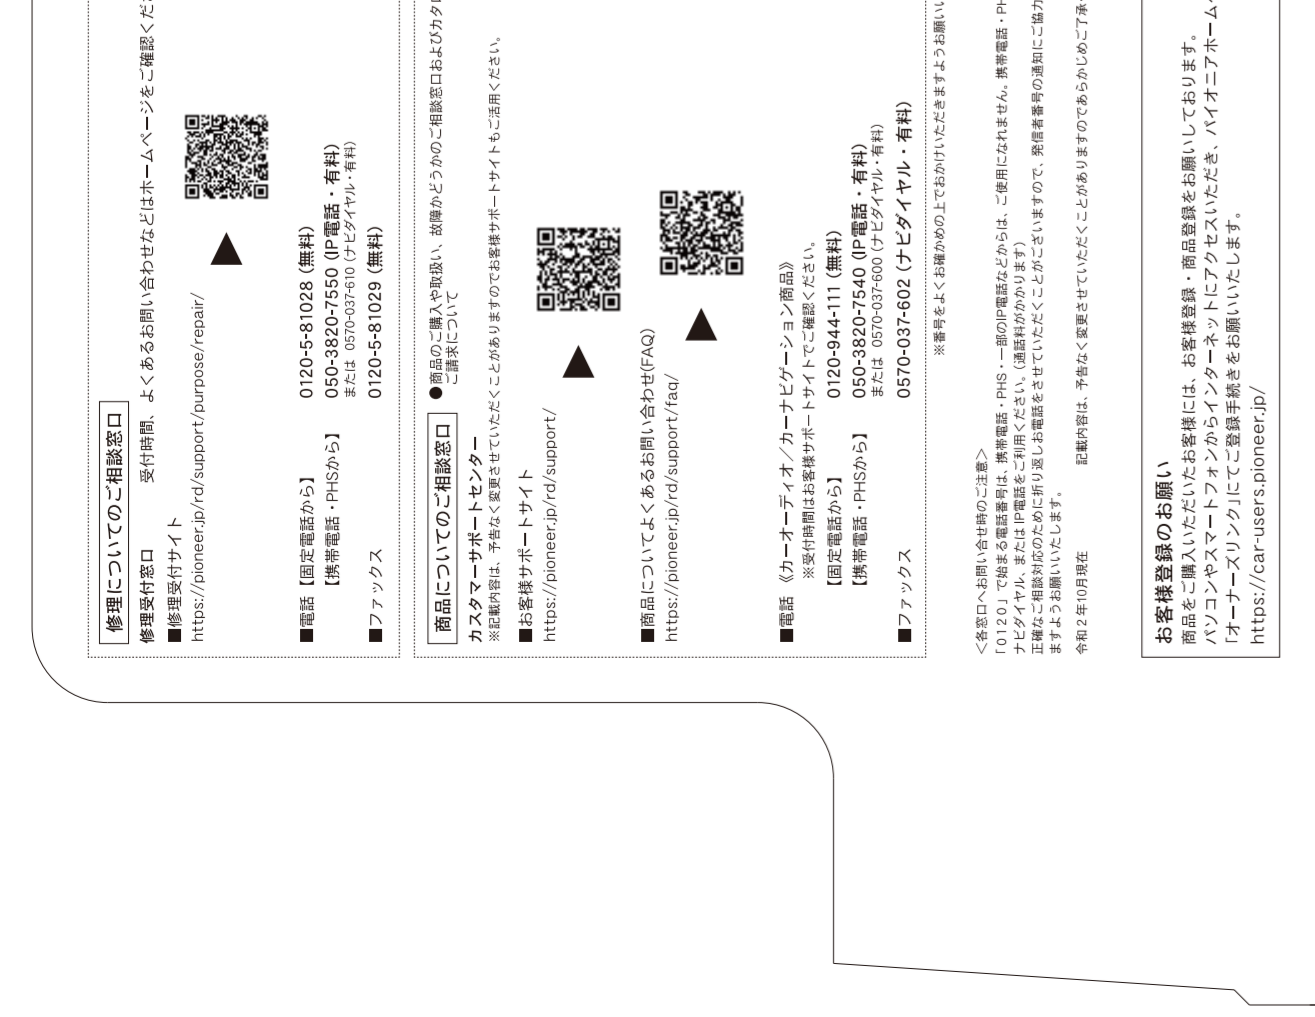 修理についてのご相談窓口
修理受付窓口 受付時間、よくあるお問い合わせなどはホームページをご確認くだ
■修理受付サイト
https://pioneer.jp/rd/support/purpose/repair/
■電話 【固定電話から】 0120-5-81028 (無料)
【携帯電話・PHSから】 050-3820-7550 (IP電話・有料)
または 0570-037-610 (ナビダイヤル・有料)
■ファックス 0120-5-81029 (無料)
商品についてのご相談窓口 ●商品のご購入や取扱い、故障かどうかのご相談窓口およびカタ
ご請求について
カスタマーサポートセンター
※記載内容は、予告なく変更させていただくことがありますのでお客様サポートサイトもご活用ください。
■お客様サポートサイト
https://pioneer.jp/rd/support/
■商品についてよくあるお問い合わせ(FAQ)
https://pioneer.jp/rd/support/faq/
■電話 《カーオーディオ／カーナビゲーション商品》
※受付時間はお客様サポートサイトでご確認ください。
【固定電話から】 0120-944-111 (無料)
【携帯電話・PHSから】 050-3820-7540 (IP電話・有料)
または 0570-037-600 (ナビダイヤル・有料)
■ファックス 0570-037-602 (ナビダイヤル・有料)
※番号をよくお確かめの上でおかけいただきますようお願い
＜各窓口へお問い合せ時のご注意＞
「0120」で始まる電話番号は、携帯電話・PHS・一部のIP電話などからは、ご使用になれません。携帯電話・PH
ナビダイヤル、または IP電話をご利用ください。(通話料がかかります)
正確なご相談対応のために折り返しお電話をさせていただくことがございますので、発信者番号の通知にご協力
ますようお願いいたします。
令和2年10月現在 記載内容は、予告なく変更させていただくことがありますのであらかじめご了承
お客様登録のお願い
商品をご購入いただいたお客様には、お客様登録・商品登録をお願いしております。
パソコンやスマートフォンからインターネットにアクセスいただき、パイオニアホーム
「オーナーズリンク」にてご登録手続きをお願いいたします。
https://car-users.pioneer.jp/